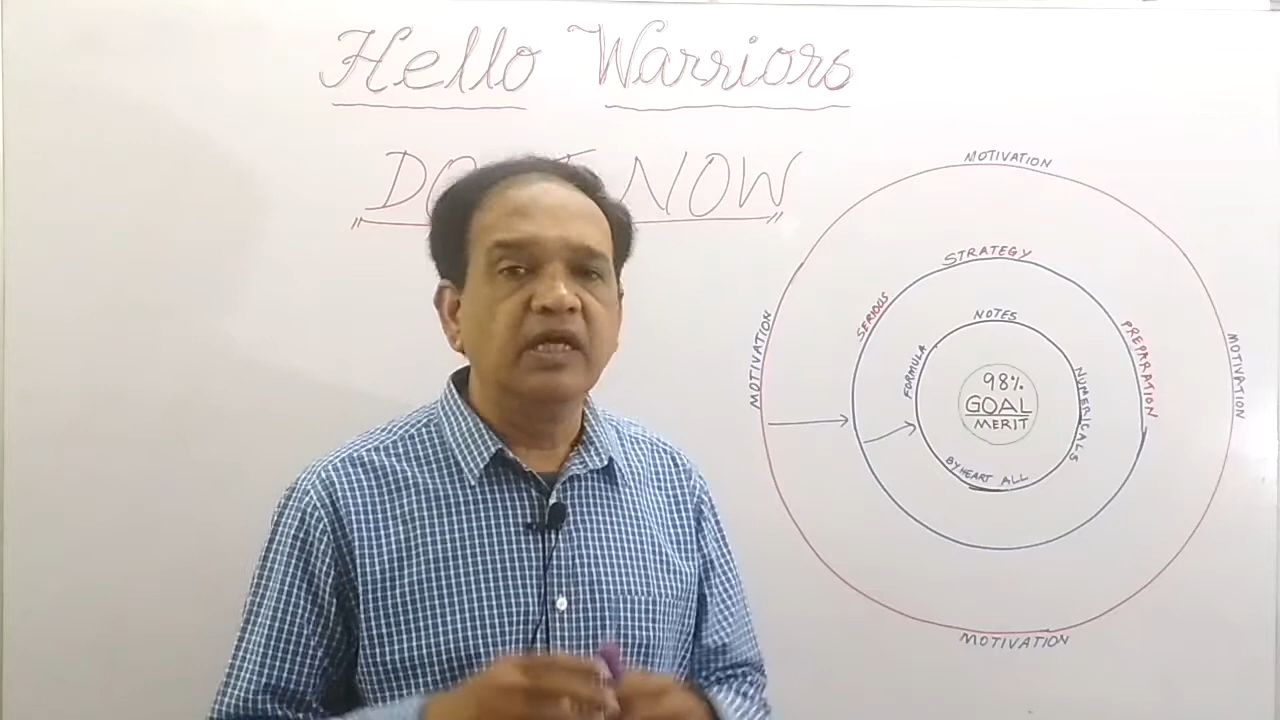 Hello Warriors
DO NOW
MOTIVATION
STRATEGY
SERIOUS
PREPARATION
NOTES
FORMULA
NUMERICALS
MOTIVATION
MOTIVATION
98%
GOAL
MERIT
BY HEART ALL
MOTIVATION